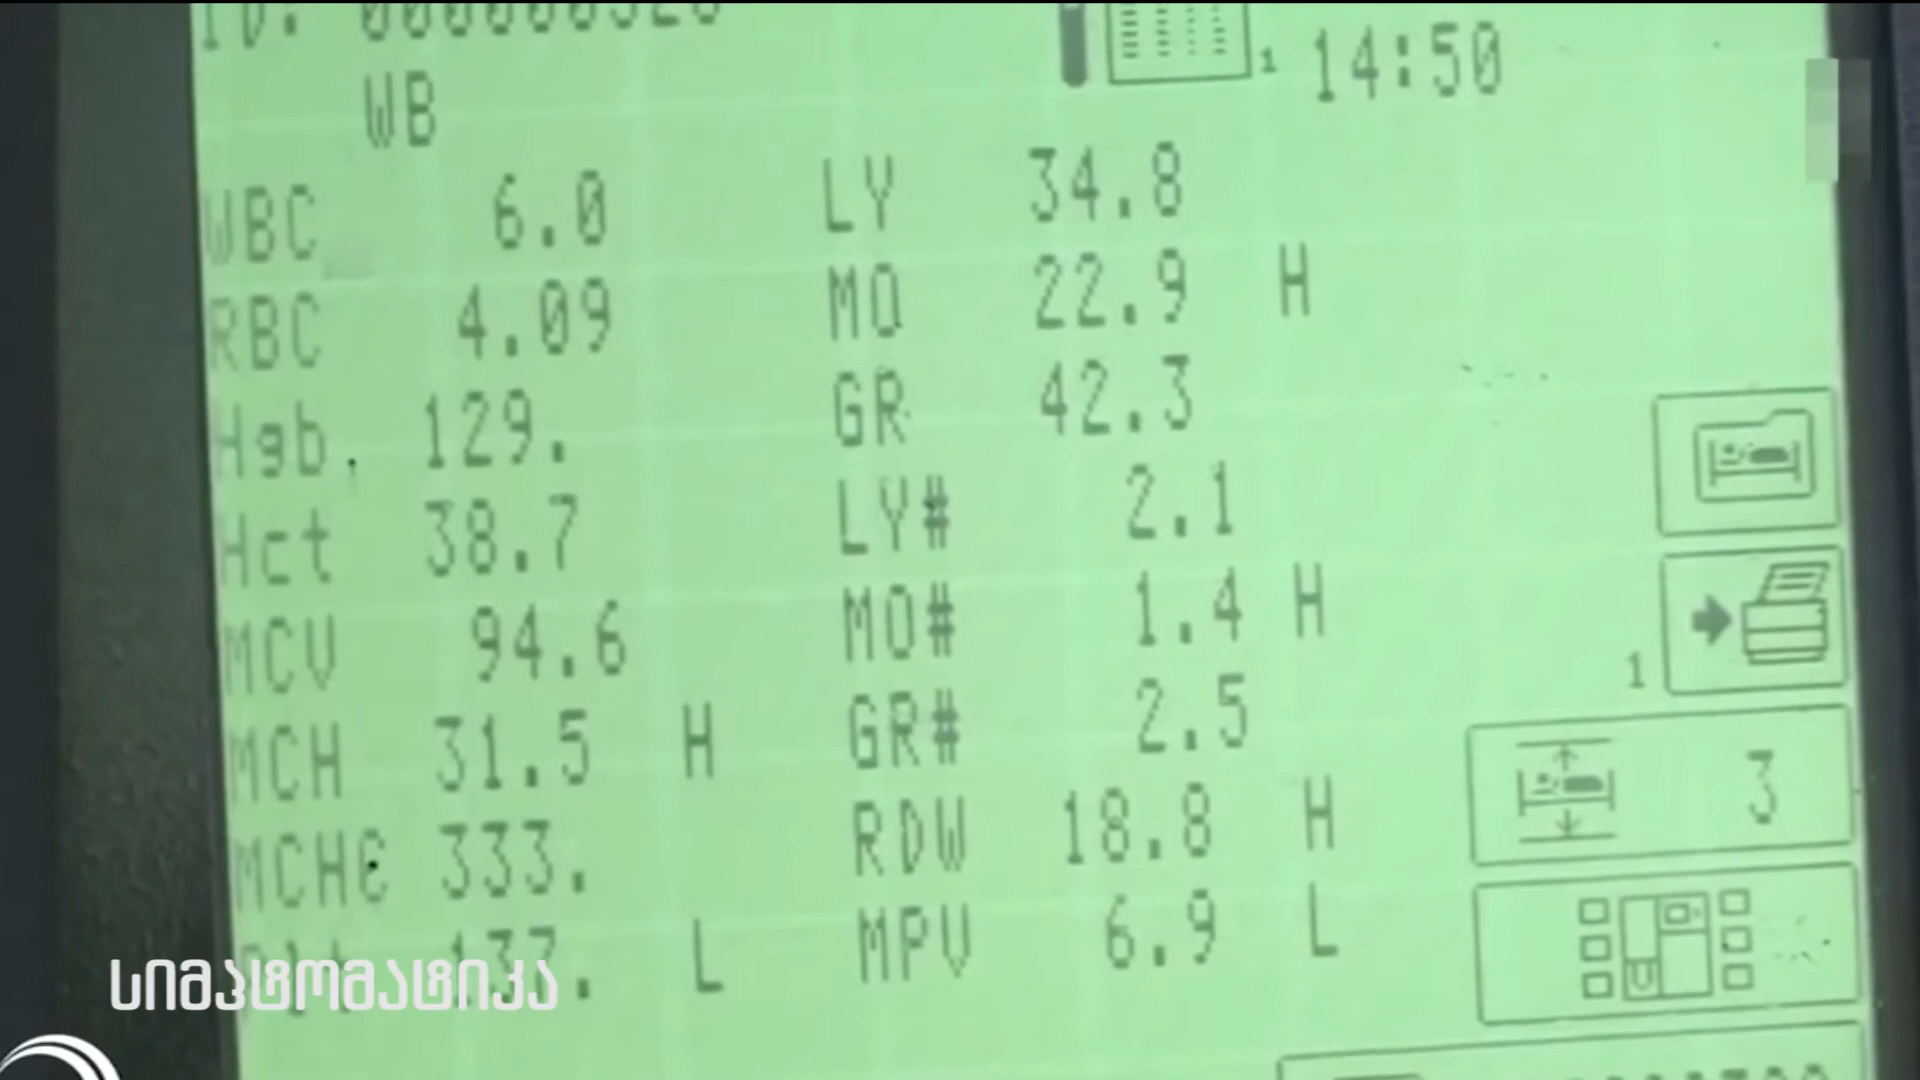 WB
1 14:50
WBC 6.0 LY 34.8
RBC 4.09 MO 22.9 H
Hgb 129. GR 42.3
Hct 38.7 LY# 2.1
MCV 94.6 MO# 1.4 H
1
MCH 31.5 H GR# 2.5
3
MCHC 333. RDW 18.8 H
137. L MPV 6.9 L
სიმპტომატიკა